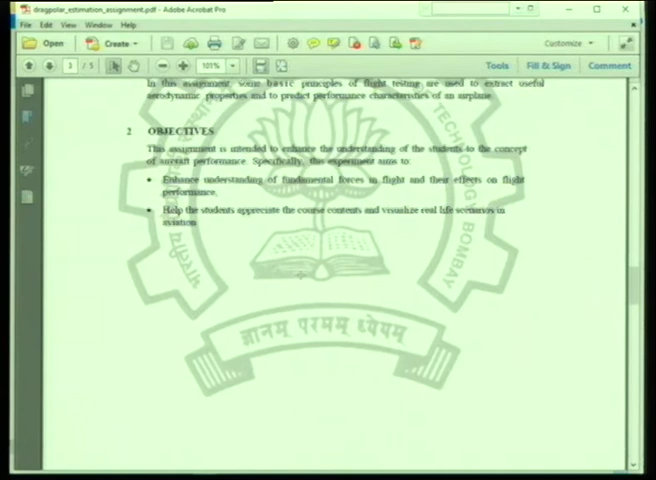 dragpolar_estimation_assignment.pdf - Adobe Acrobat Pro
File Edit View Window Help
Open Create Customize
3 / 5 101% Tools Fill & Sign Comment
In this assignment, some basic principles of flight testing are used to extract useful
aerodynamic properties and to predict performance characteristics of an airplane.
2 OBJECTIVES
This assignment is intended to enhance the understanding of the students to the concept
of aircraft performance. Specifically, this experiment aims to:
• Enhance understanding of fundamental forces in flight and their effects on flight
performance.
• Help the students appreciate the course contents and visualize real life scenarios in
aviation
TECHNOLOGY BOMBAY
भारतीय
ज्ञानम् परमम् ध्येयम्